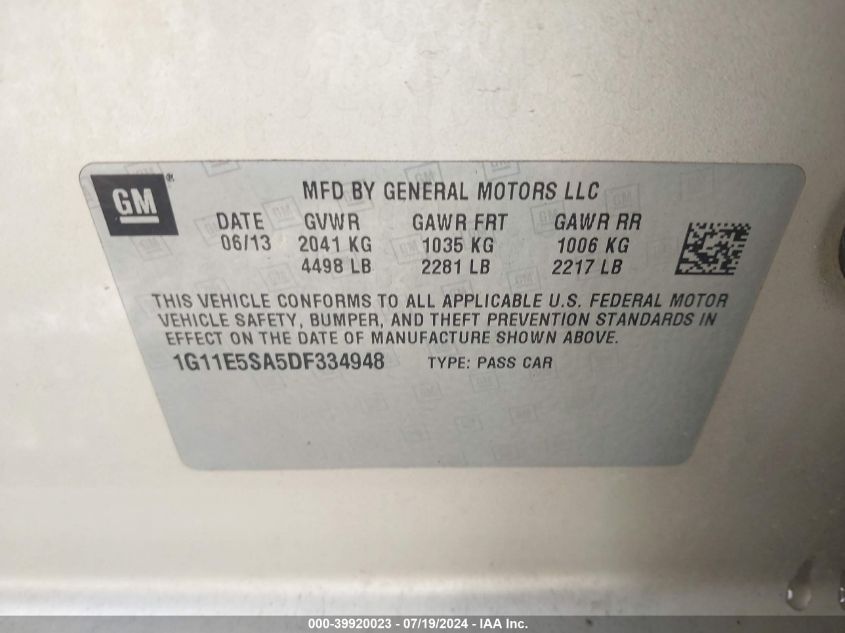 GM ® MFD BY GENERAL MOTORS LLC
DATE GVWR GAWR FRT GAWR RR
06/13 2041 KG 1035 KG 1006 KG
4498 LB 2281 LB 2217 LB
THIS VEHICLE CONFORMS TO ALL APPLICABLE U.S. FEDERAL MOTOR
VEHICLE SAFETY, BUMPER, AND THEFT PREVENTION STANDARDS IN
EFFECT ON THE DATE OF MANUFACTURE SHOWN ABOVE.
1G11E5SA5DF334948 TYPE: PASS CAR
000-39920023 - 07/19/2024 - IAA Inc.